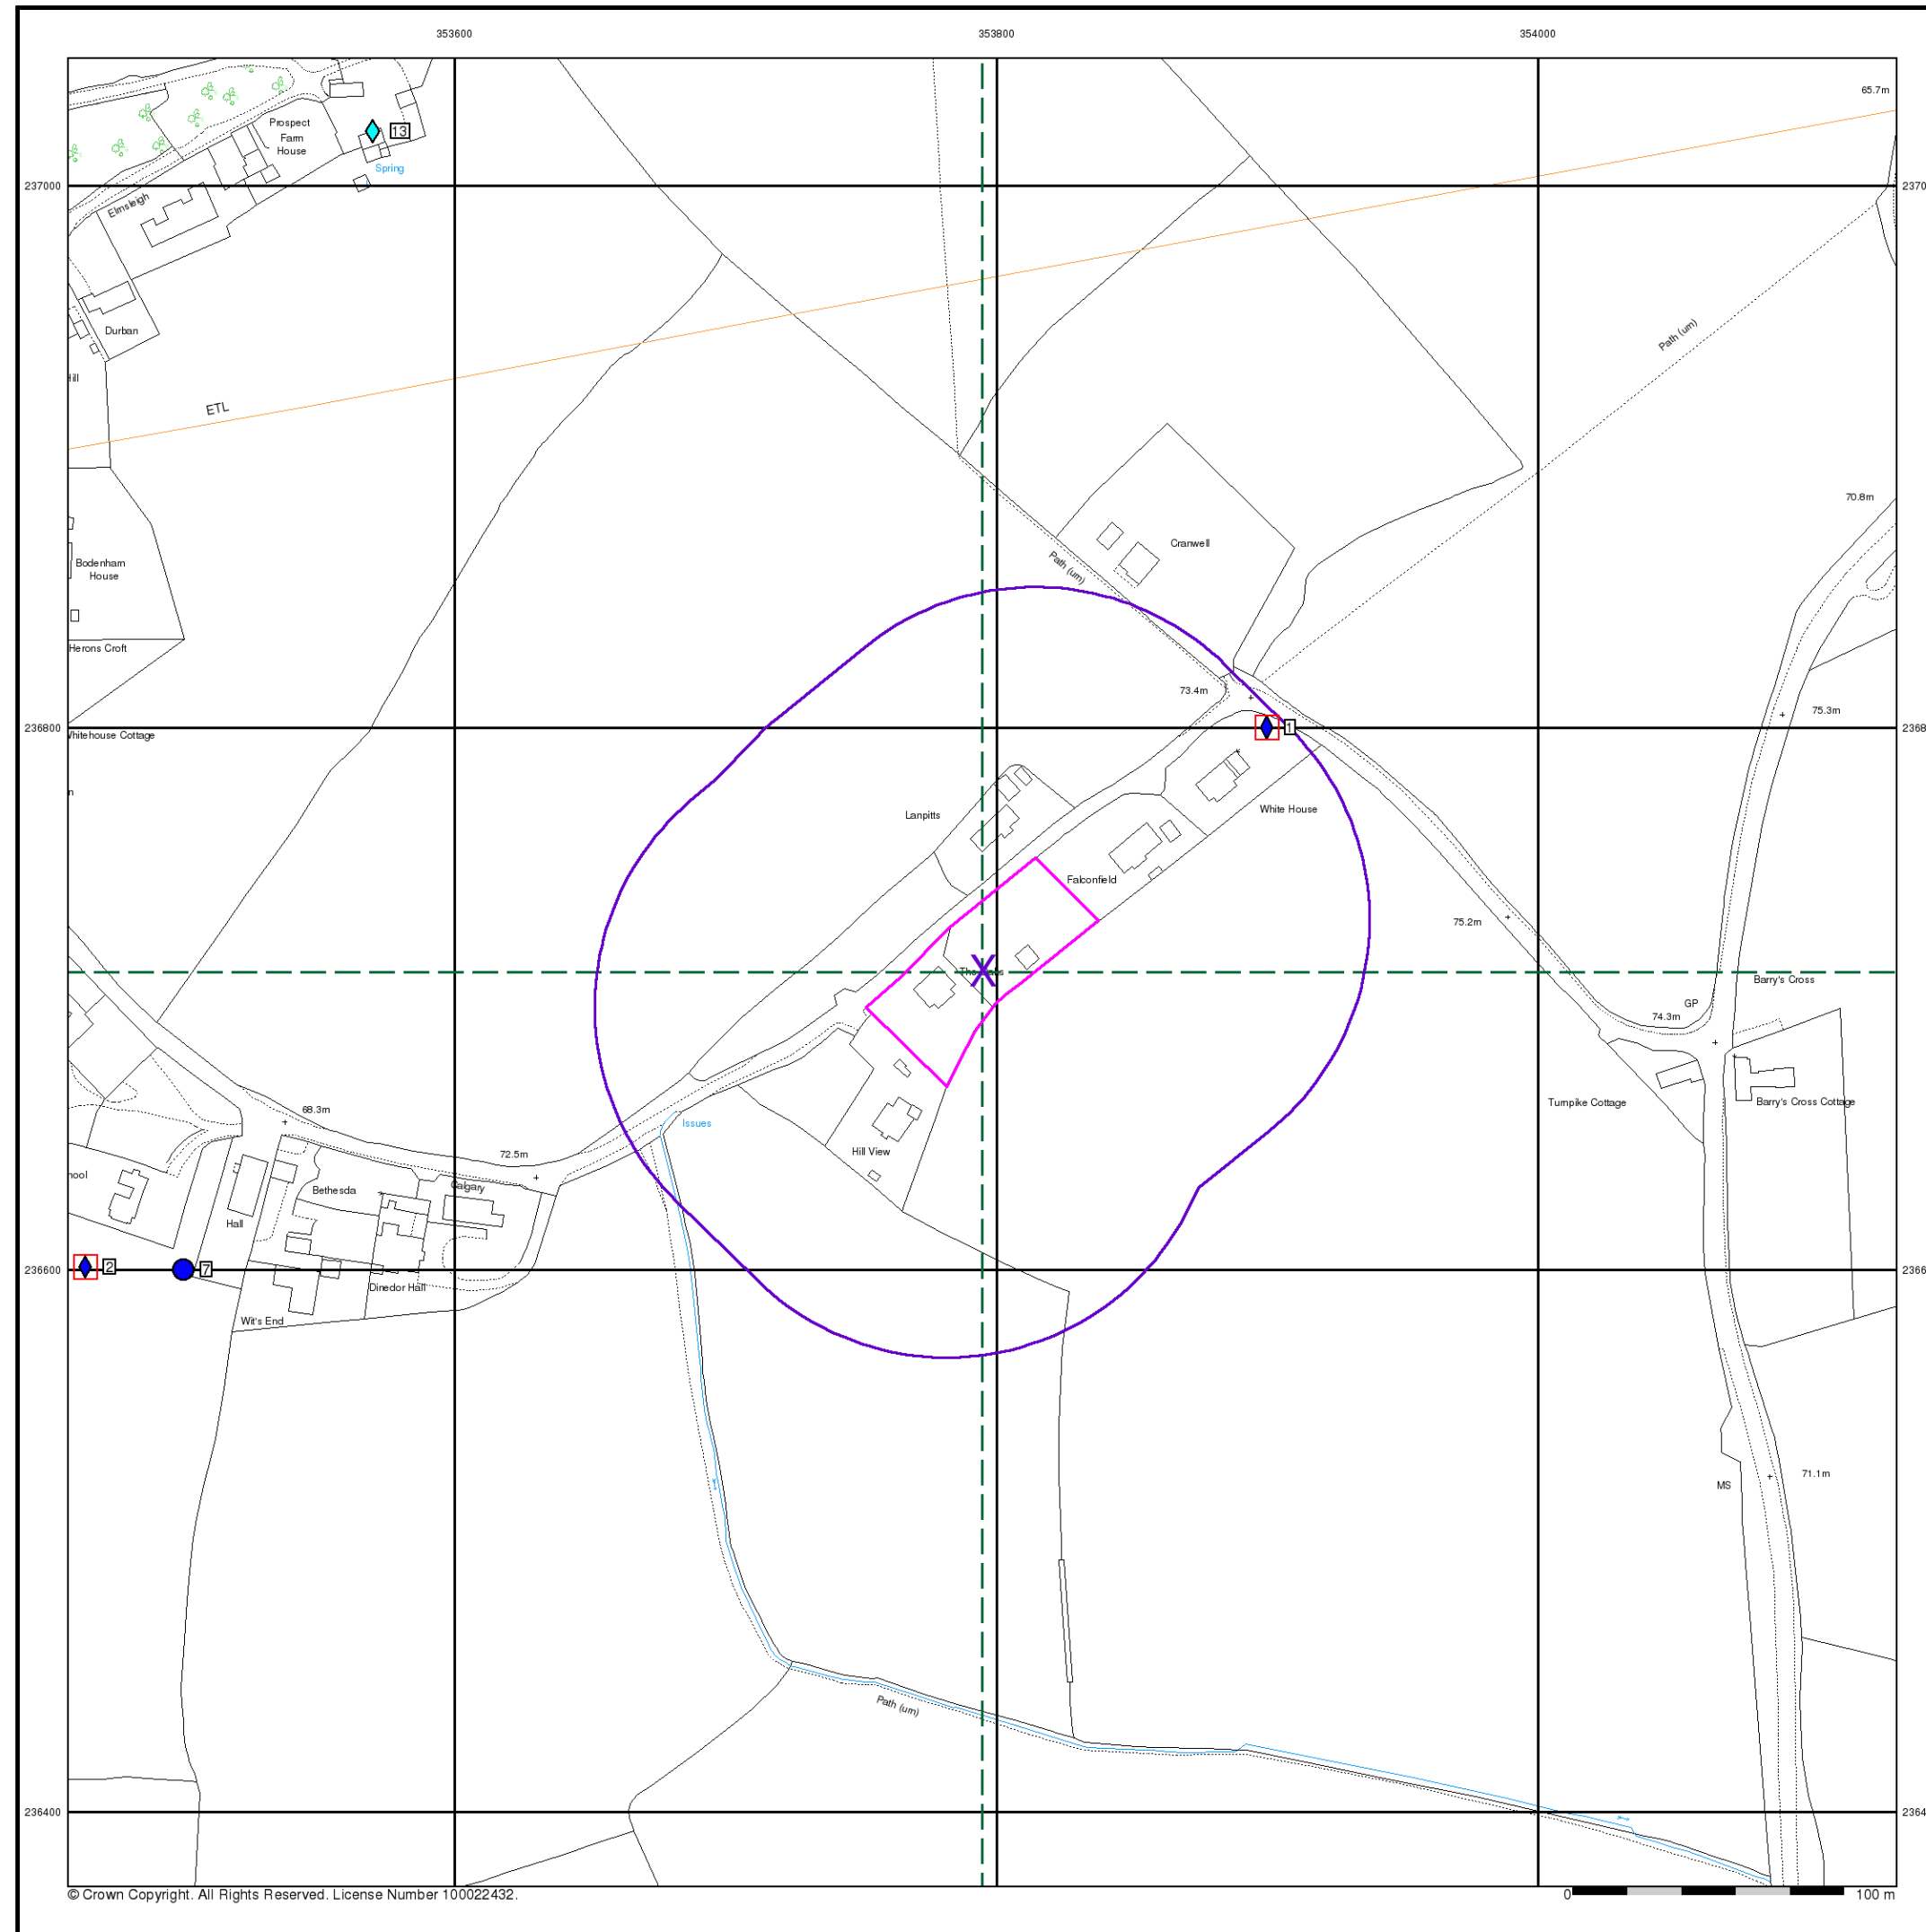 353600
353800
354000
65.7m
Prospect
Farm
House
13
Spring
237000
Elmsleigh
Durban
Path (um)
ETL
70.8m
Cranwell
Path (um)
Bodenham
House
Herons Croft
73.4m
75.3m
236800
1
Whitehouse Cottage
n
White House
Lanpitts
Falconfield
75.2m
X
Barry's Cross
GP
74.3m
68.3m
Issues
Turnpike Cottage
Barry's Cross Cottage
72.5m
Hill View
Bethesda
Calgary
Hall
2
7
236600
Dinedor Hall
Wit's End
71.1m
MS
Path (um)
236400
© Crown Copyright. All Rights Reserved. License Number 100022432.
0
100 m